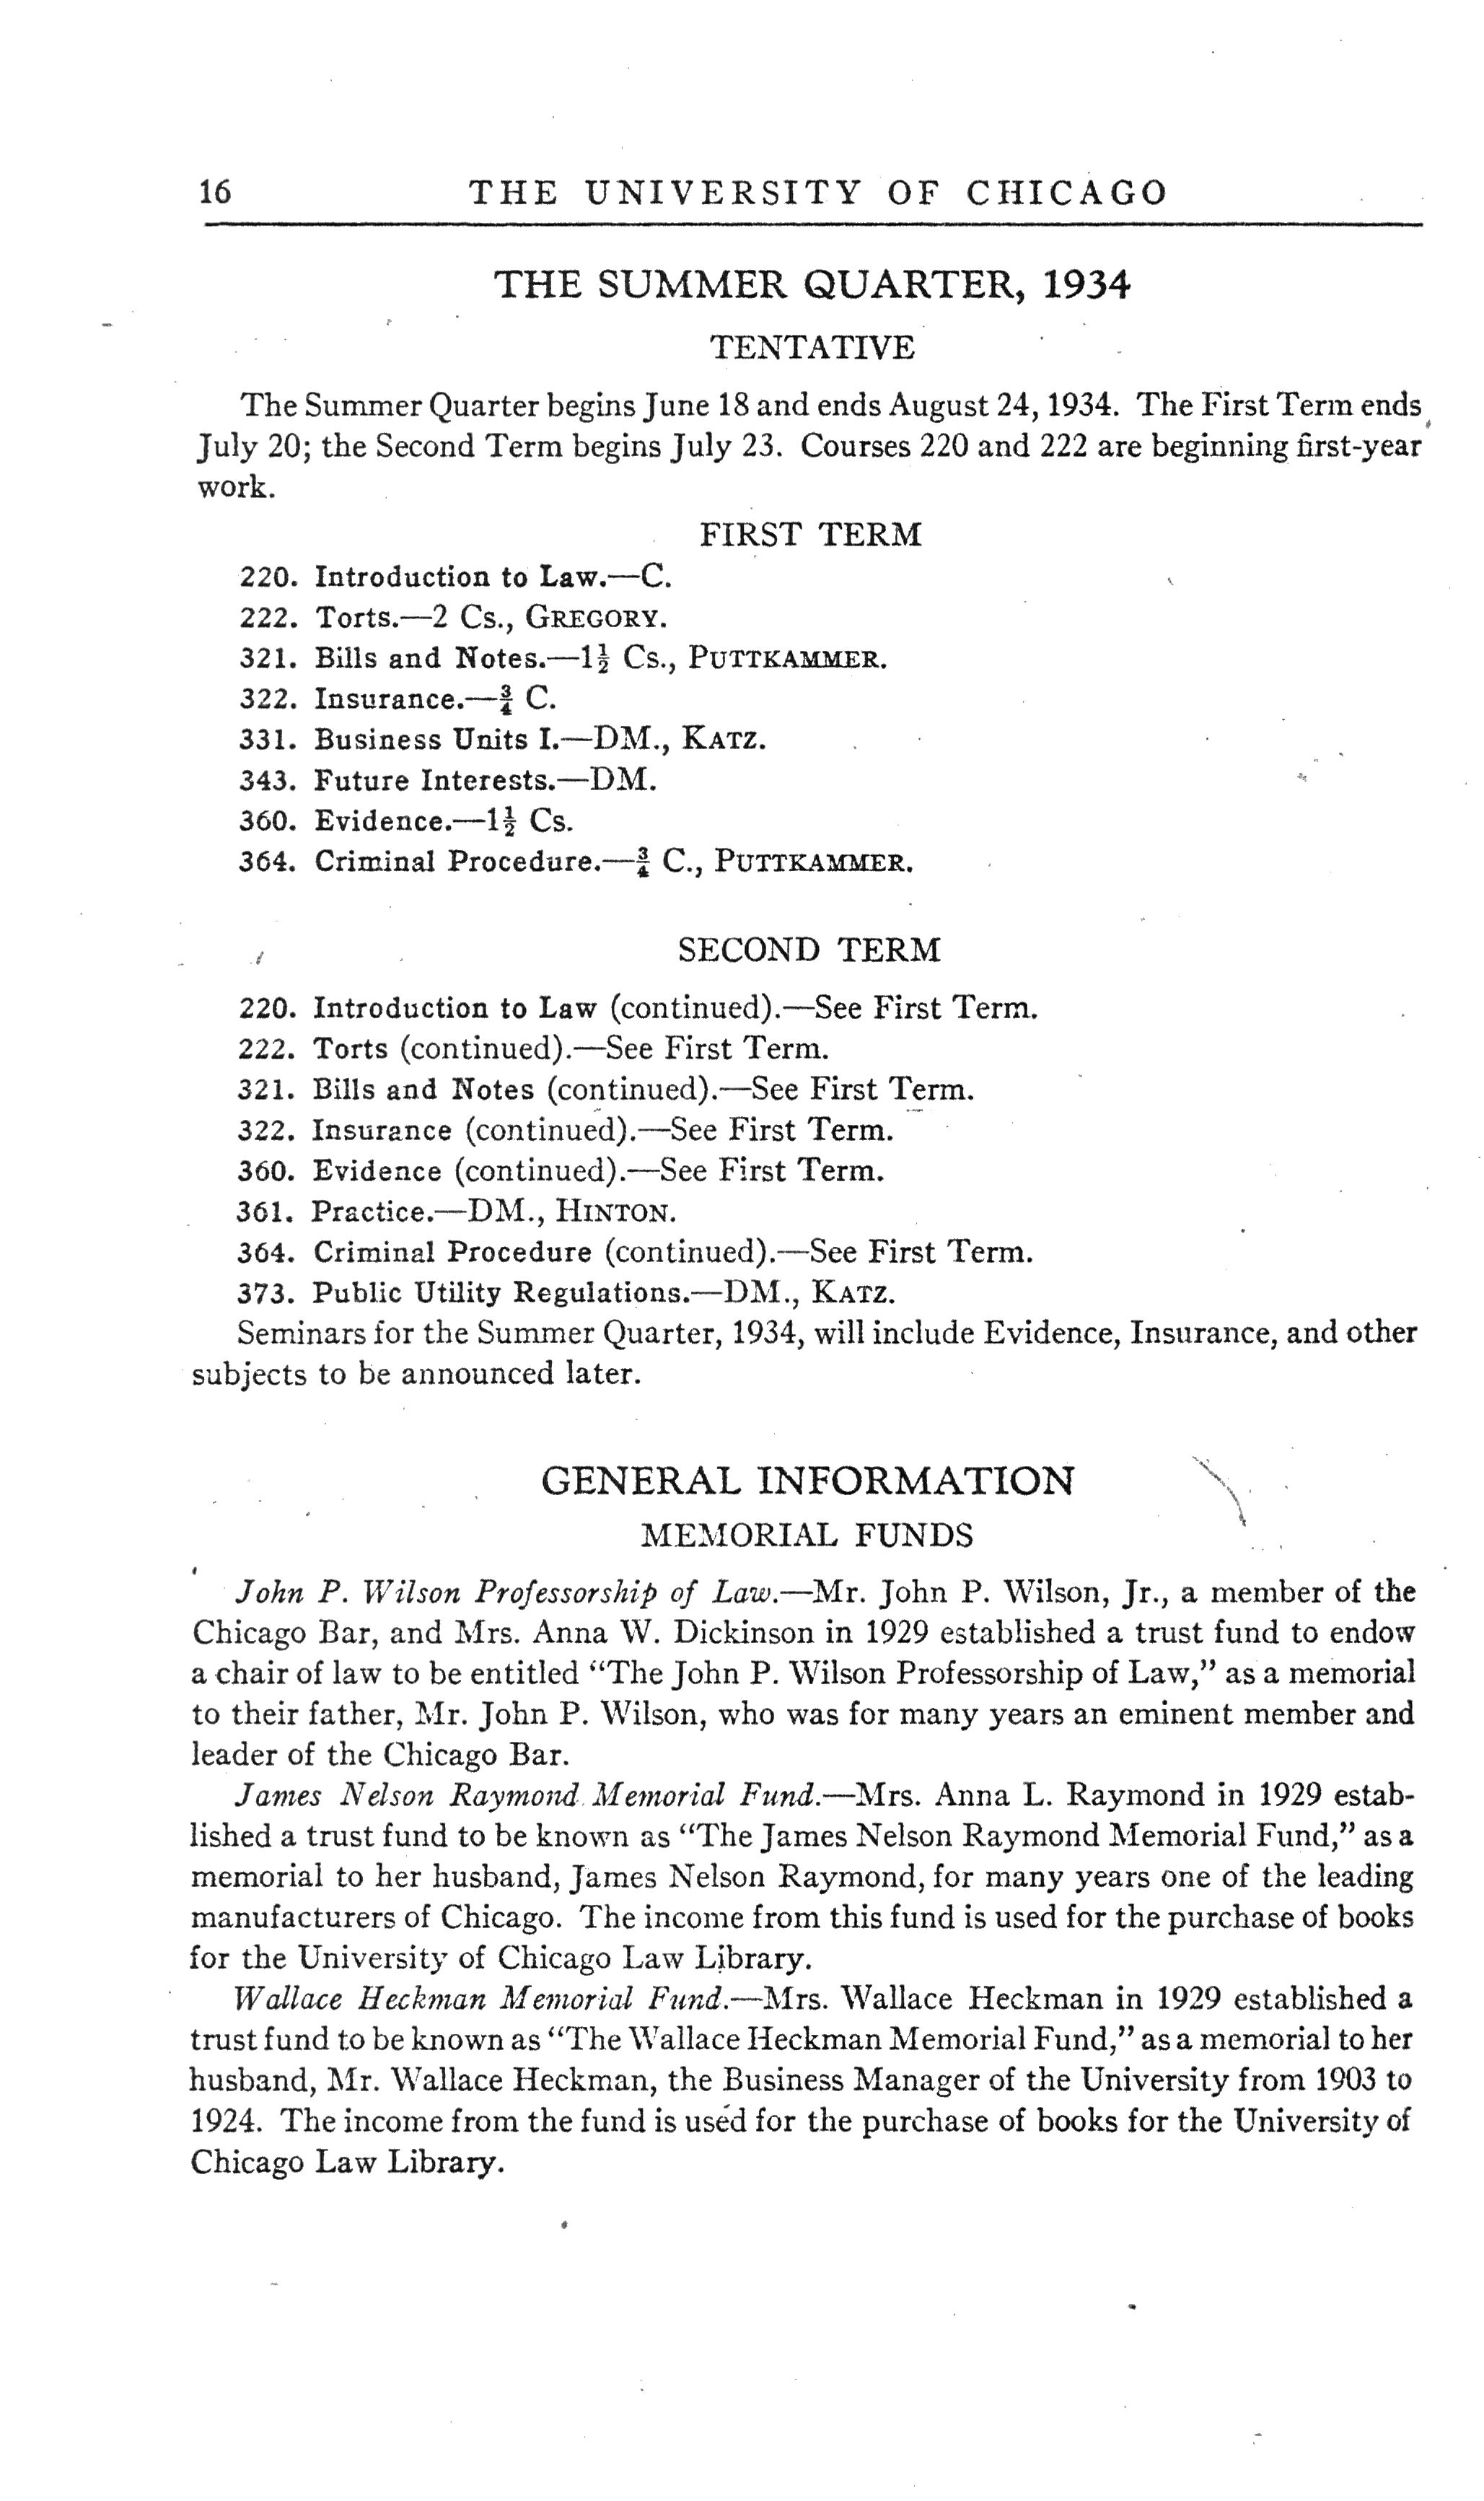 16 THE UNIVERSITY OF CHICAGO
THE SUMMER QUARTER, 1934
TENTATIVE
The Summer Quarter begins June 18 and ends August 24, 1934. The First Term ends
July 20; the Second Term begins July 23. Courses 220 and 222 are beginning first-year
work.
FIRST TERM
220. Introduction to Law.—C.
222. Torts.—2 Cs., GREGORY.
321. Bills and Notes.—1½ Cs., PUTTKAMMER.
322. Insurance.—¾ C.
331. Business Units I.—DM., KATZ.
343. Future Interests.—DM.
360. Evidence.—1½ Cs.
364. Criminal Procedure.—¾ C., PUTTKAMMER.
SECOND TERM
220. Introduction to Law (continued).—See First Term.
222. Torts (continued).—See First Term.
321. Bills and Notes (continued).—See First Term.
322. Insurance (continued).—See First Term.
360. Evidence (continued).—See First Term.
361. Practice.—DM., HINTON.
364. Criminal Procedure (continued).—See First Term.
373. Public Utility Regulations.—DM., KATZ.
Seminars for the Summer Quarter, 1934, will include Evidence, Insurance, and other
subjects to be announced later.
GENERAL INFORMATION
MEMORIAL FUNDS
John P. Wilson Professorship of Law.—Mr. John P. Wilson, Jr., a member of the
Chicago Bar, and Mrs. Anna W. Dickinson in 1929 established a trust fund to endow
a chair of law to be entitled “The John P. Wilson Professorship of Law,” as a memorial
to their father, Mr. John P. Wilson, who was for many years an eminent member and
leader of the Chicago Bar.
James Nelson Raymond Memorial Fund.—Mrs. Anna L. Raymond in 1929 estab-
lished a trust fund to be known as “The James Nelson Raymond Memorial Fund,” as a
memorial to her husband, James Nelson Raymond, for many years one of the leading
manufacturers of Chicago. The income from this fund is used for the purchase of books
for the University of Chicago Law Library.
Wallace Heckman Memorial Fund.—Mrs. Wallace Heckman in 1929 established a
trust fund to be known as “The Wallace Heckman Memorial Fund,” as a memorial to her
husband, Mr. Wallace Heckman, the Business Manager of the University from 1903 to
1924. The income from the fund is used for the purchase of books for the University of
Chicago Law Library.